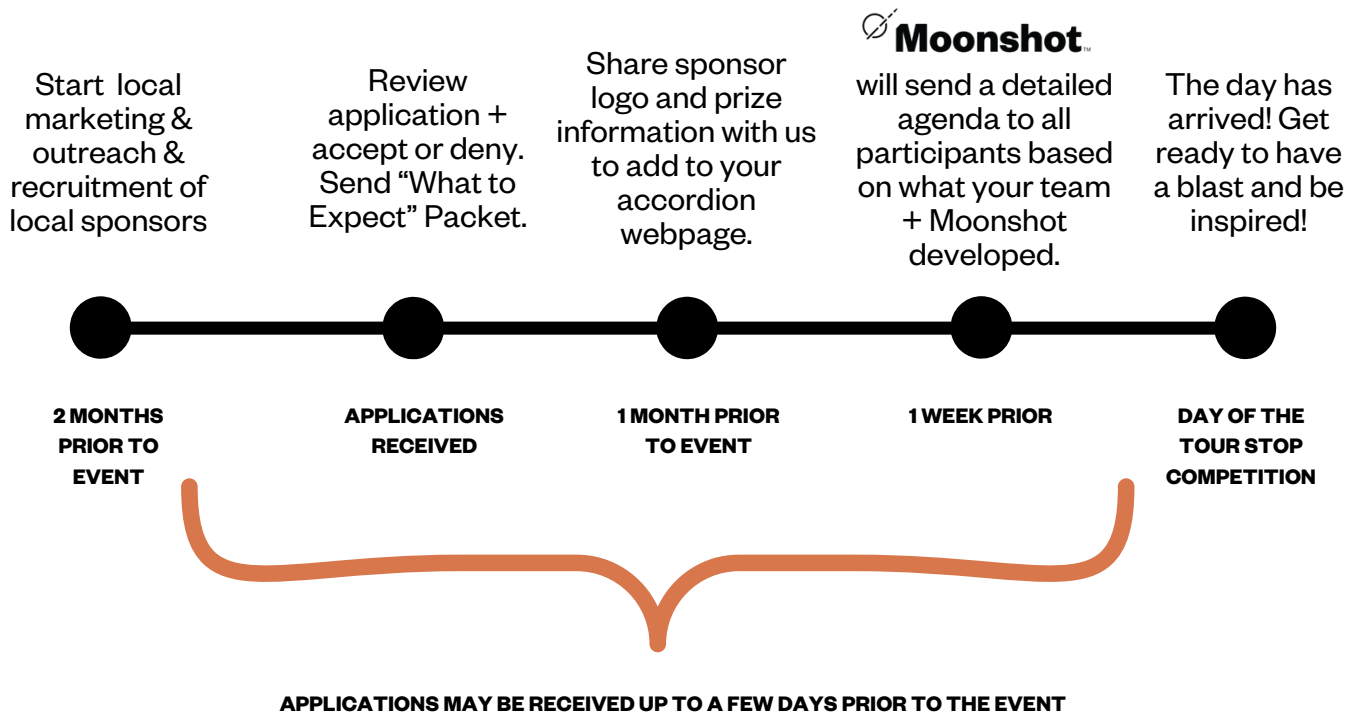 Start local
marketing &
outreach &
recruitment of
local sponsors
Review
application +
accept or deny.
Send “What to
Expect” Packet.
Share sponsor
logo and prize
information with us
to add to your
accordion
webpage.
Moonshot™
will send a detailed
agenda to all
participants based
on what your team
+ Moonshot
developed.
The day has
arrived! Get
ready to have
a blast and be
inspired!
2 MONTHS
PRIOR TO
EVENT
APPLICATIONS
RECEIVED
1 MONTH PRIOR
TO EVENT
1 WEEK PRIOR
DAY OF THE
TOUR STOP
COMPETITION
APPLICATIONS MAY BE RECEIVED UP TO A FEW DAYS PRIOR TO THE EVENT